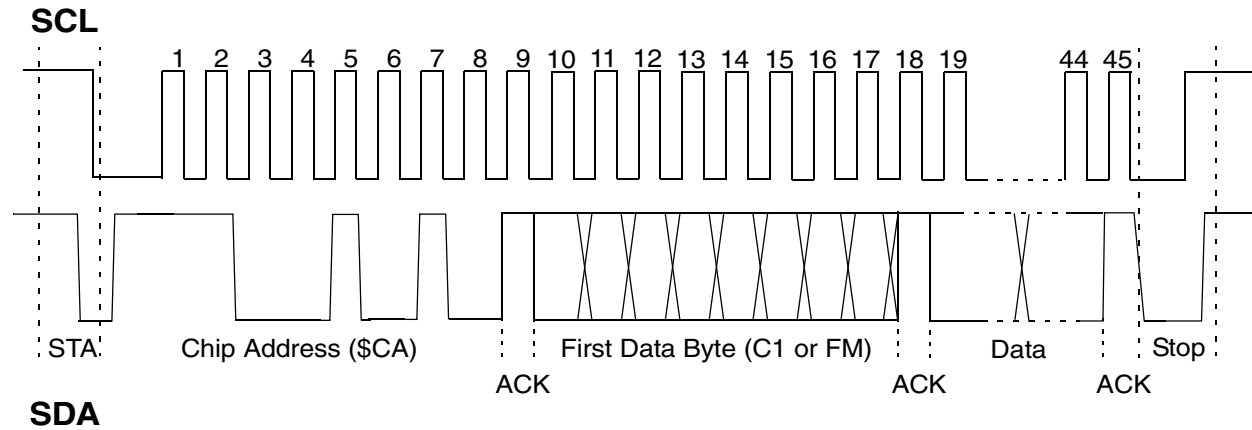 SCL
1 2 3 4 5 6 7 8 9 10 11 12 13 14 15 16 17 18 19 44 45
STA Chip Address ($CA) First Data Byte (C1 or FM) Data Stop
ACK ACK ACK
SDA